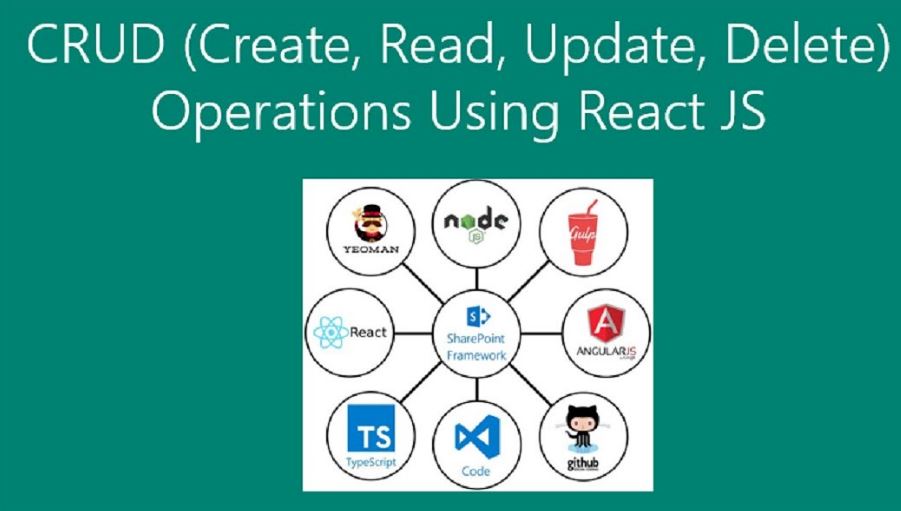 CRUD (Create, Read, Update, Delete)
Operations Using React JS
YEOMAN
node
JS
Gulp
React
S
SharePoint
Framework
A
ANGULARJS
TS
TypeScript
Code
github